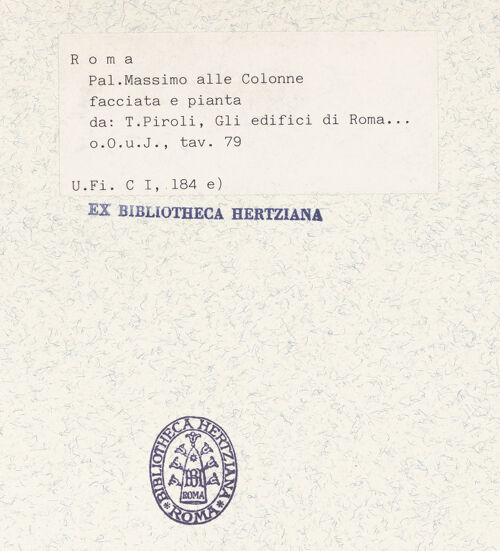 R o m a
Pal.Massimo alle Colonne
facciata e pianta
da: T.Piroli, Gli edifici di Roma...
o.O.u.J., tav. 79
U.Fi. C I, 184 e)
EX BIBLIOTHECA HERTZIANA
* BIBLIOTHECA HERTZIANA * ROMA
BH
ROMA